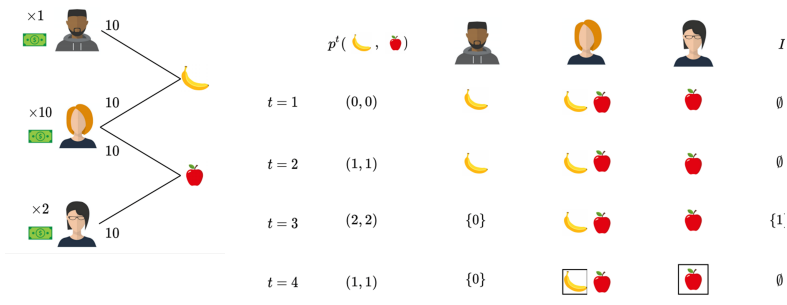 ×1
10
×10
10
10
×2
10
p^t( , )
I
t = 1 (0, 0) ∅
t = 2 (1, 1) ∅
t = 3 (2, 2) {0} {1}
t = 4 (1, 1) {0} ∅